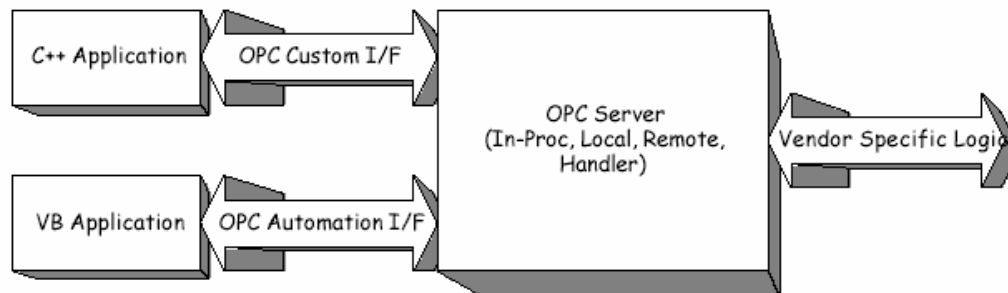 C++ Application
OPC Custom I/F
OPC Server
(In-Proc, Local, Remote,
Handler)
Vendor Specific Logic
VB Application
OPC Automation I/F